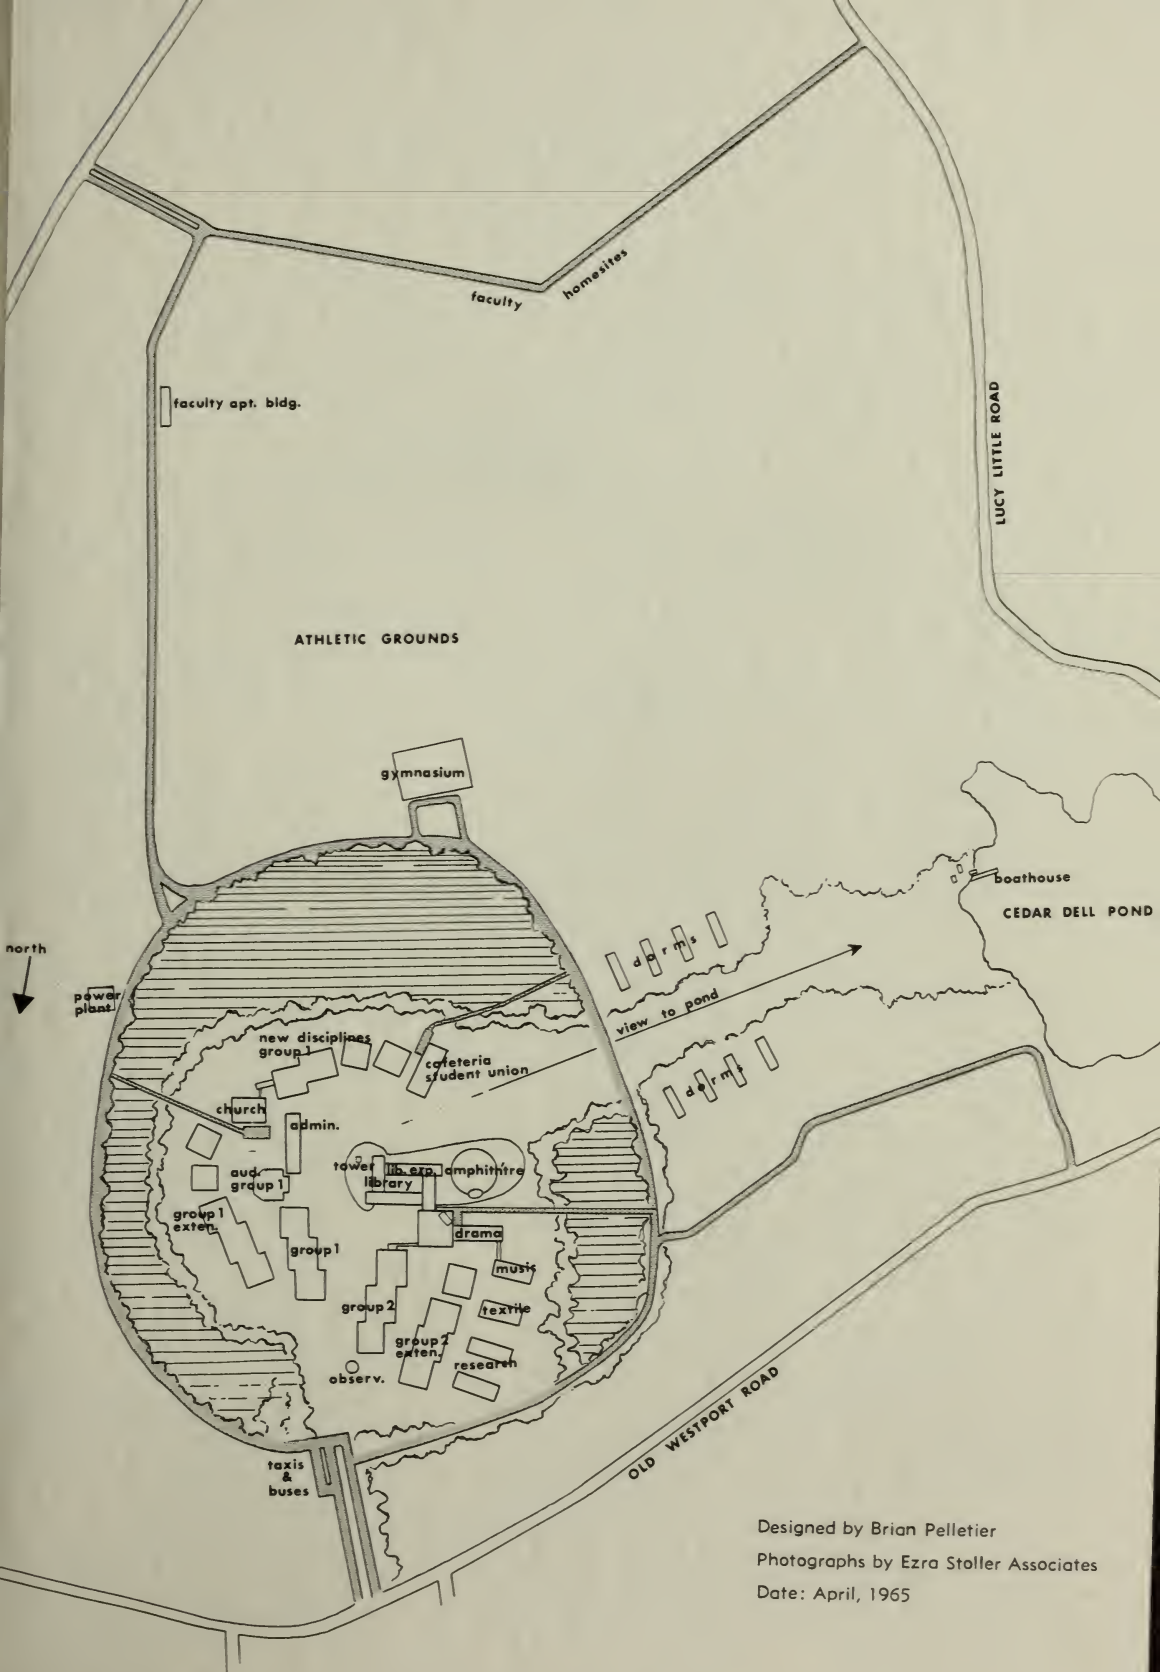 faculty homesites
faculty apt. bldg.
LUCY LITTLE ROAD
ATHLETIC GROUNDS
gymnasium
boathouse
CEDAR DELL POND
north
dorms
power
plant
view to pond
new disciplines
group 1
cafeteria
student union
dorms
church
admin.
tower
lib. exp.
amphith'tre
aud.
group 1
library
group 1
exten.
drama
group 1
music
group 2
textile
group 2
exten.
research
observ.
taxis
&
buses
OLD WESTPORT ROAD
Designed by Brian Pelletier
Photographs by Ezra Stoller Associates
Date: April, 1965